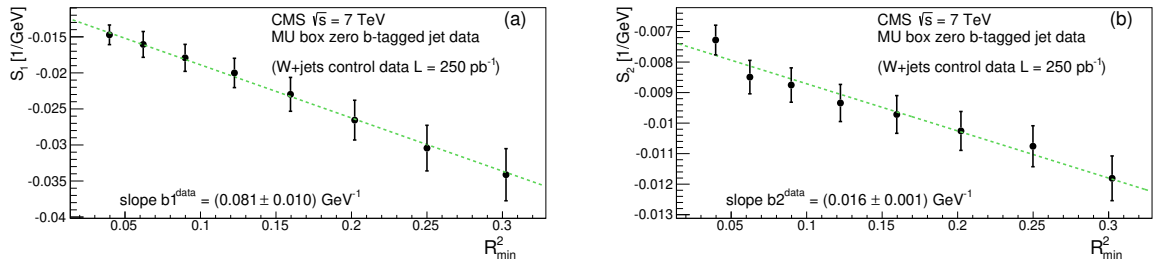 CMS √s = 7 TeV
(a)
MU box zero b-tagged jet data
(W+jets control data L = 250 pb⁻¹)
S₁ [1/GeV]
-0.015
-0.02
-0.025
-0.03
-0.035
-0.04
slope b1ᵈᵃᵗᵃ = (0.081 ± 0.010) GeV⁻¹
0.05 0.1 0.15 0.2 0.25 0.3
R²min
CMS √s = 7 TeV
(b)
MU box zero b-tagged jet data
(W+jets control data L = 250 pb⁻¹)
S₂ [1/GeV]
-0.007
-0.008
-0.009
-0.01
-0.011
-0.012
-0.013
slope b2ᵈᵃᵗᵃ = (0.016 ± 0.001) GeV⁻¹
0.05 0.1 0.15 0.2 0.25 0.3
R²min